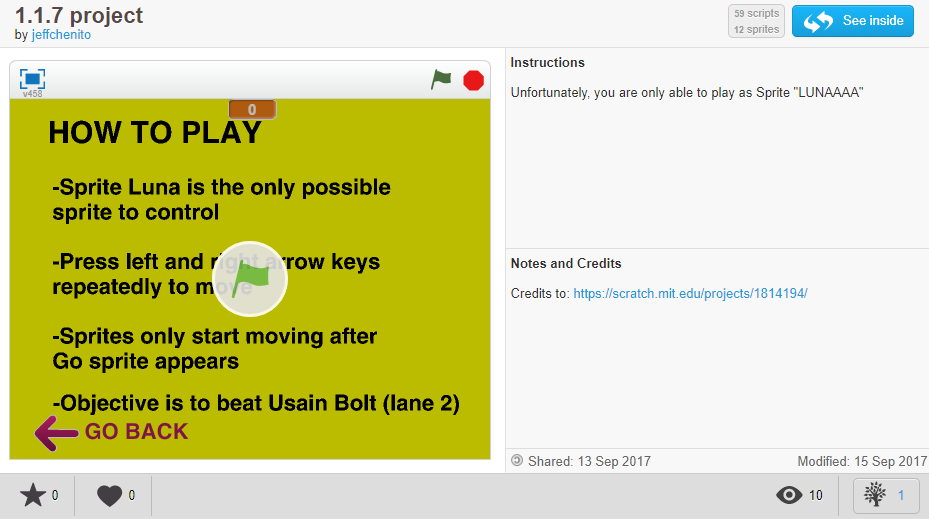 1.1.7 project
by jeffchenito
59 scripts
12 sprites
See inside
v458
0
HOW TO PLAY
-Sprite Luna is the only possible
sprite to control
-Press left and right arrow keys
repeatedly to move
-Sprites only start moving after
Go sprite appears
-Objective is to beat Usain Bolt (lane 2)
GO BACK
Instructions
Unfortunately, you are only able to play as Sprite "LUNAAAA"
Notes and Credits
Credits to: https://scratch.mit.edu/projects/1814194/
Shared: 13 Sep 2017
Modified: 15 Sep 2017
0
0
10
1